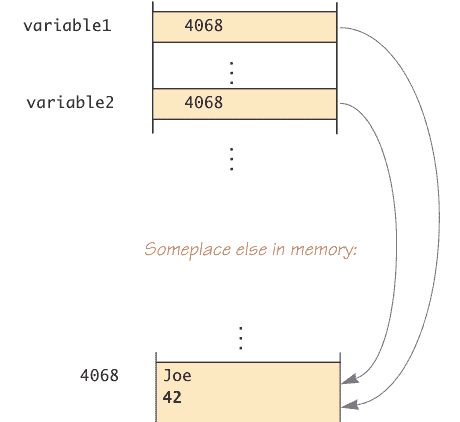 variable1 4068
variable2 4068
Someplace else in memory:
4068 Joe
42